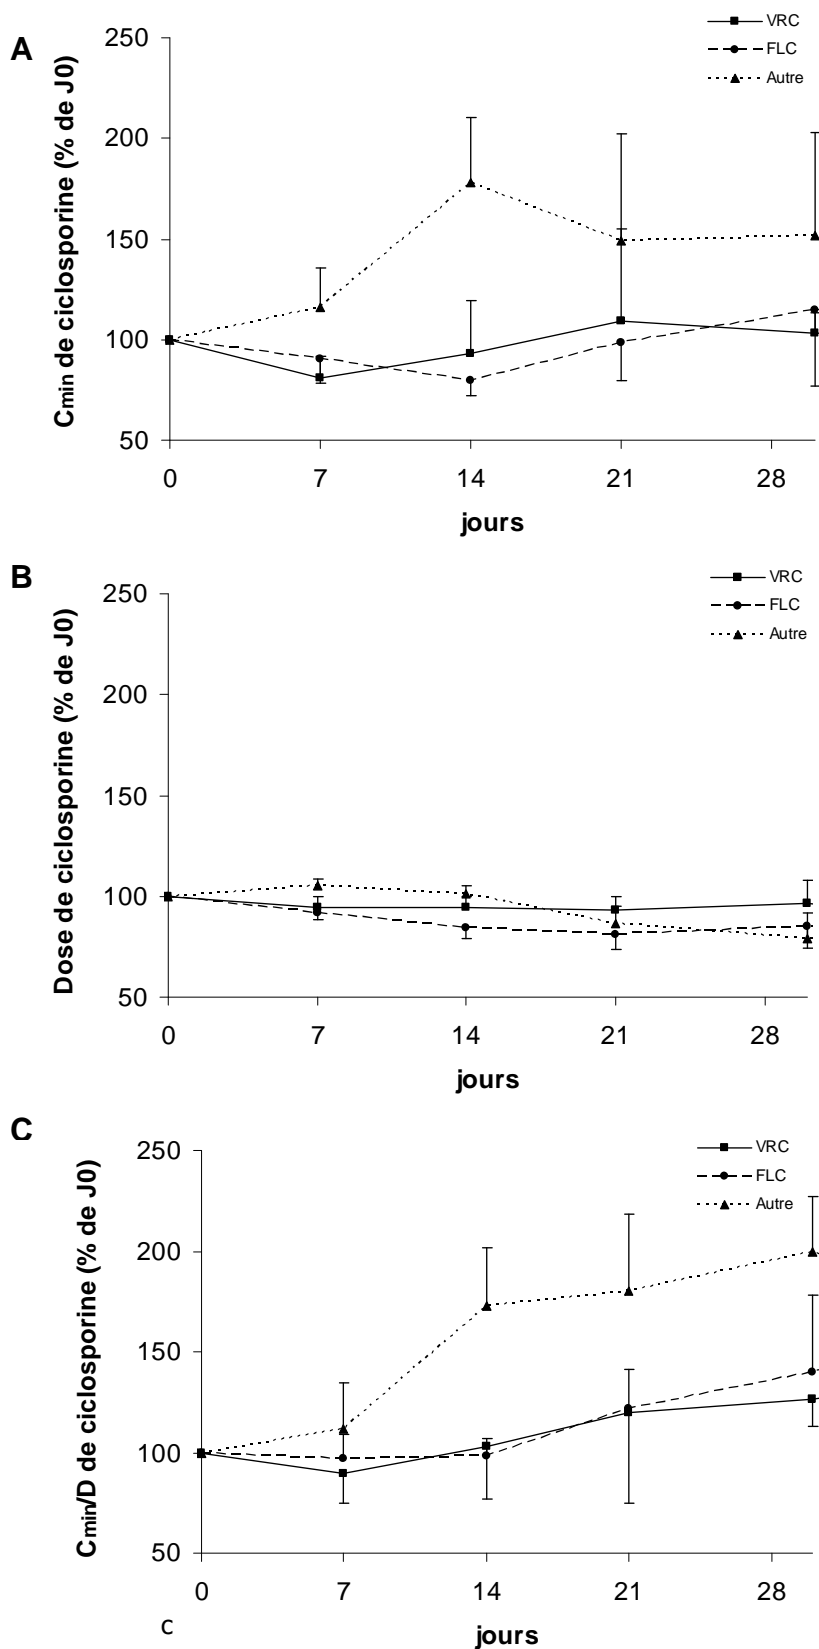 A
Cmin de ciclosporine (% de J0)
VRC
FLC
Autre
250
200
150
100
50
0 7 14 21 28
jours
B
Dose de ciclosporine (% de J0)
VRC
FLC
Autre
250
200
150
100
50
0 7 14 21 28
jours
C
Cmin/D de ciclosporine (% de J0)
VRC
FLC
Autre
250
200
150
100
50
0 7 14 21 28
c
jours